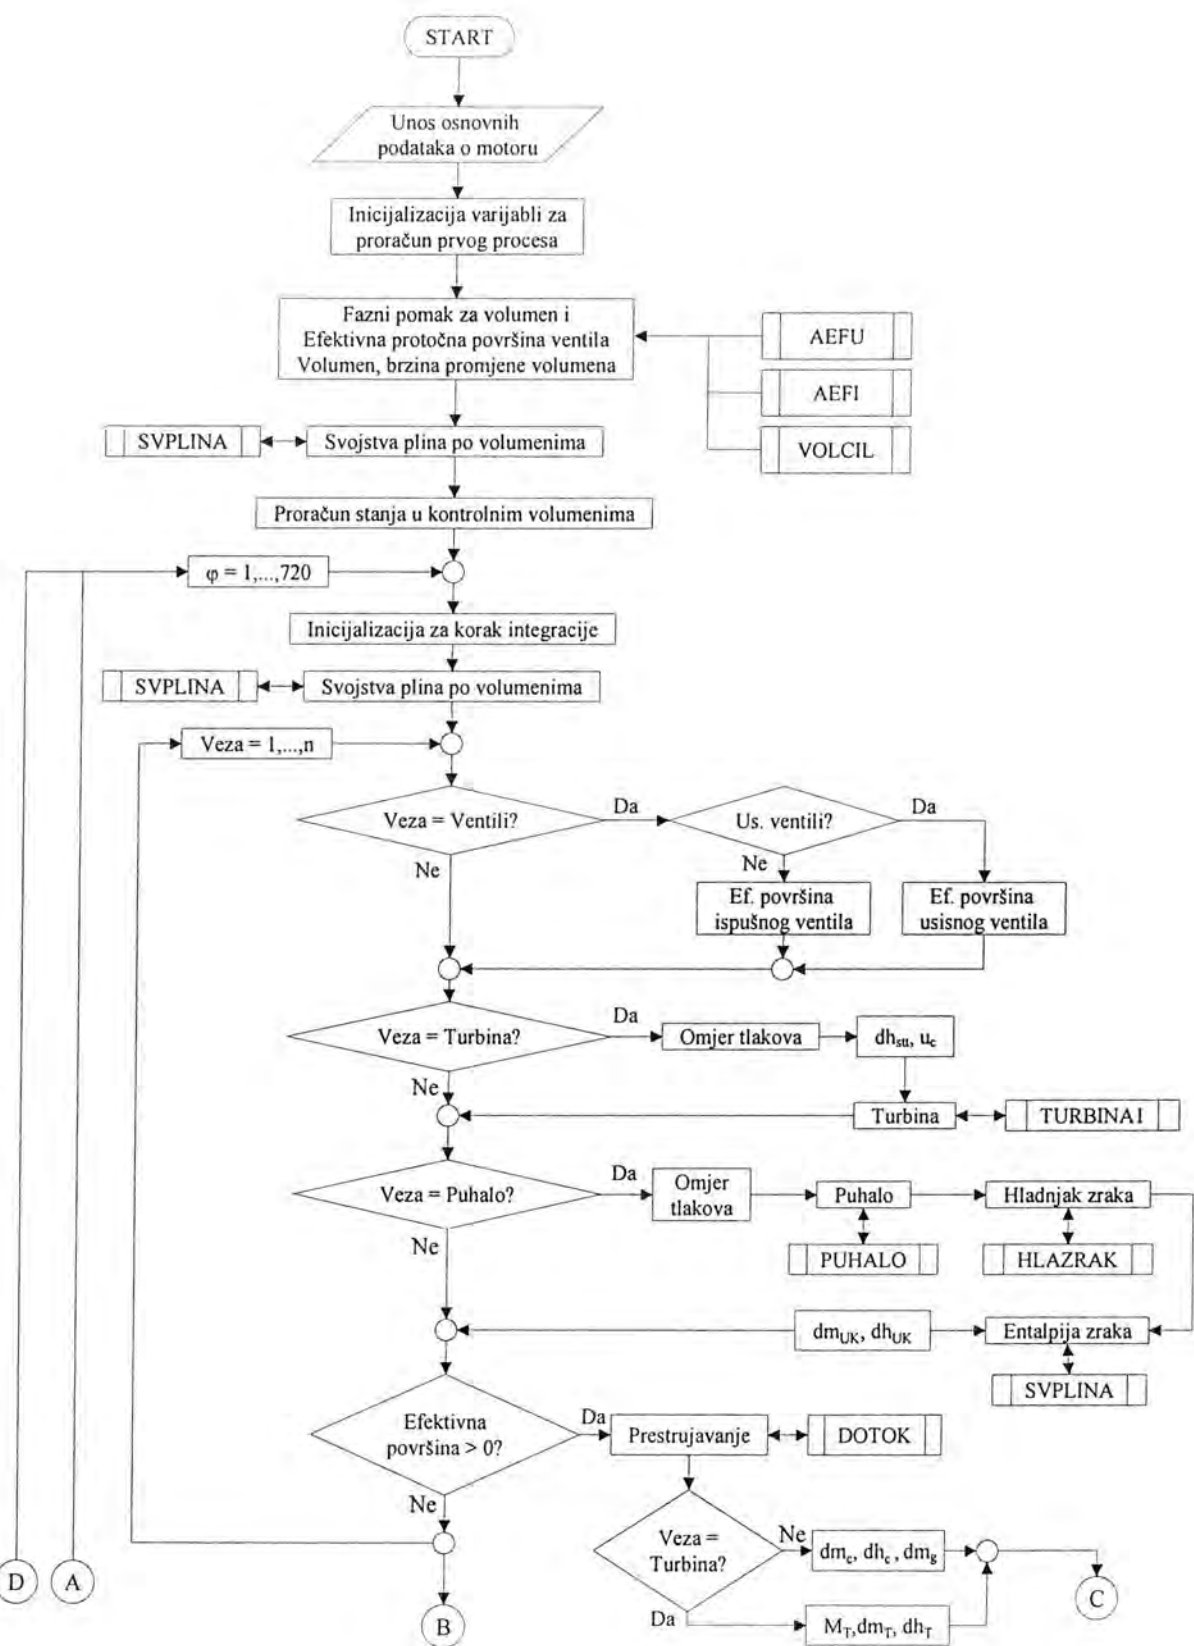 START
Unos osnovnih
podataka o motoru
Inicijalizacija varijabli za
proračun prvog procesa
Fazni pomak za volumen i
Efektivna protočna površina ventila
Volumen, brzina promjene volumena
AEFU
AEFI
VOLCIL
SVPLINA
Svojstva plina po volumenima
Proračun stanja u kontrolnim volumenima
φ = 1,...,720
Inicijalizacija za korak integracije
SVPLINA
Svojstva plina po volumenima
Veza = 1,...,n
Veza = Ventili?
Da
Us. ventili?
Da
Ne
Ne
Ef. površina
ispušnog ventila
Ef. površina
usisnog ventila
Veza = Turbina?
Da
Omjer tlakova
dh_su, u_c
Ne
Turbina
TURBINA1
Veza = Puhalo?
Da
Omjer
tlakova
Puhalo
Hladnjak zraka
Ne
PUHALO
HLAZRAK
dm_UK, dh_UK
Entalpija zraka
SVPLINA
Efektivna
površina > 0?
Da
Prestrujavanje
DOTOK
Ne
Veza =
Turbina?
Ne
dm_c, dh_c, dm_g
Da
M_T,dm_T, dh_T
D
A
B
C